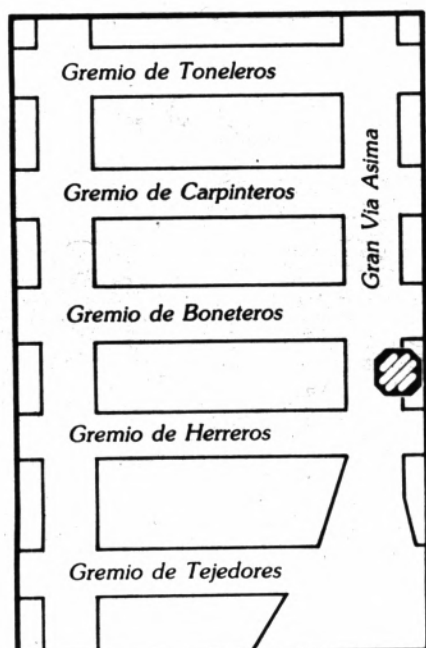 Gremio de Toneleros
Gremio de Carpinteros
Gran Via Asima
Gremio de Boneteros
Gremio de Herreros
Gremio de Tejedores